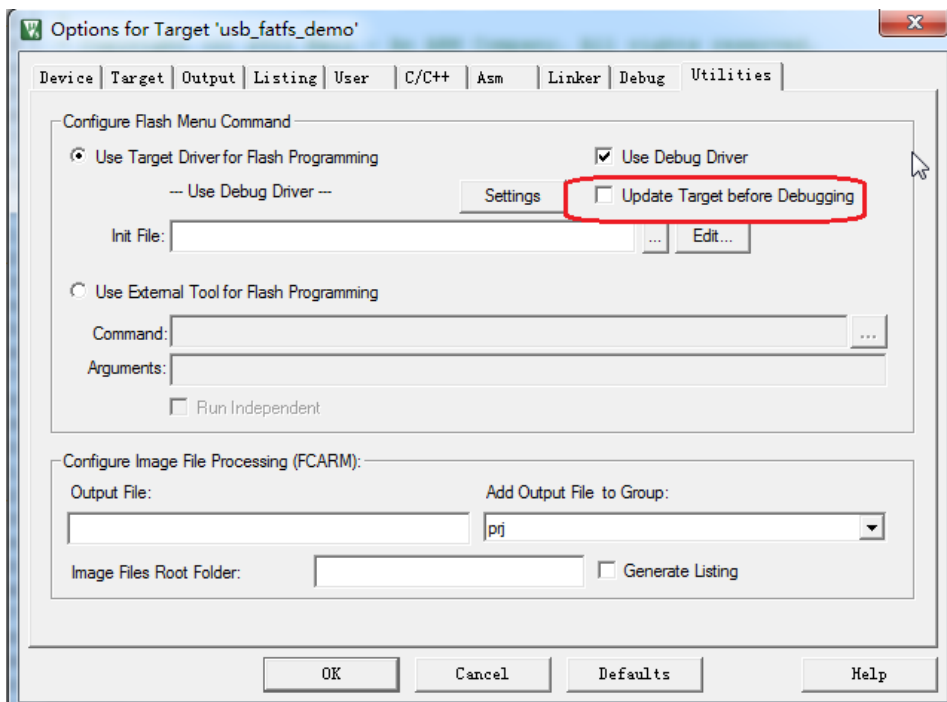 Options for Target 'usb_fatfs_demo'
Device Target Output Listing User C/C++ Asm Linker Debug Utilities
Configure Flash Menu Command
Use Target Driver for Flash Programming Use Debug Driver
--- Use Debug Driver --- Settings Update Target before Debugging
Init File: ... Edit...
Use External Tool for Flash Programming
Command: ...
Arguments:
Run Independent
Configure Image File Processing (FCARM):
Output File: Add Output File to Group:
prj
Image Files Root Folder: Generate Listing
OK Cancel Defaults Help